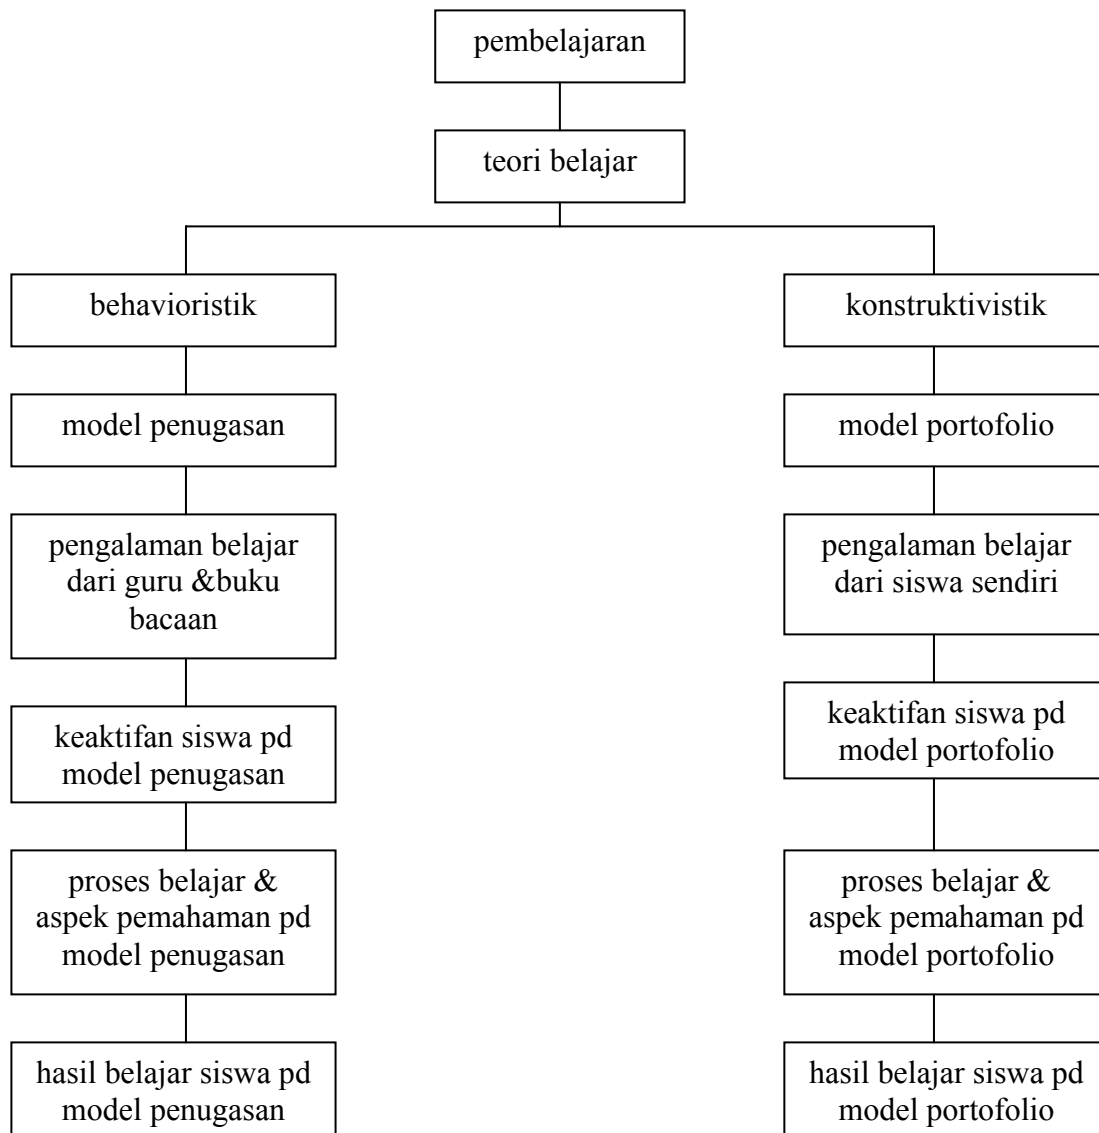 pembelajaran
teori belajar
behavioristik
konstruktivistik
model penugasan
model portofolio
pengalaman belajar
dari guru &buku
bacaan
pengalaman belajar
dari siswa sendiri
keaktifan siswa pd
model penugasan
keaktifan siswa pd
model portofolio
proses belajar &
aspek pemahaman pd
model penugasan
proses belajar &
aspek pemahaman pd
model portofolio
hasil belajar siswa pd
model penugasan
hasil belajar siswa pd
model portofolio